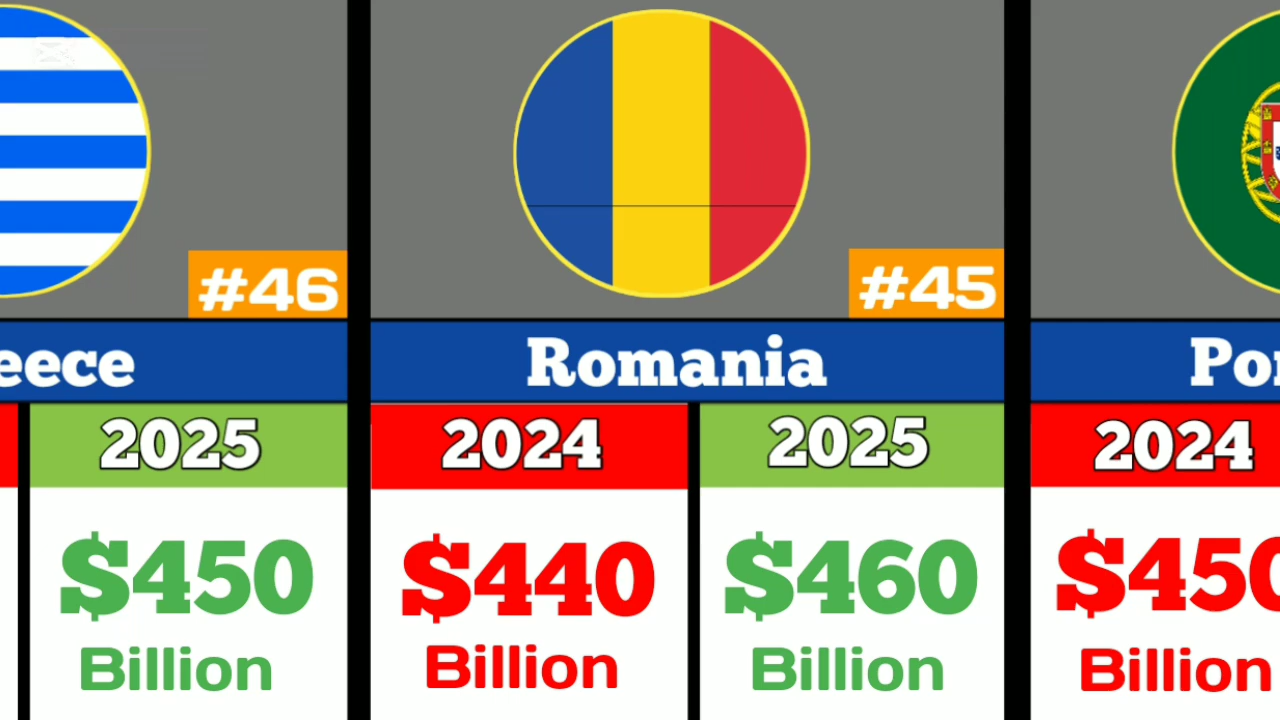 #46
#45
eece
Romania
Po
2025
2024
2025
2024
$450
$440
$460
$450
Billion
Billion
Billion
Billion